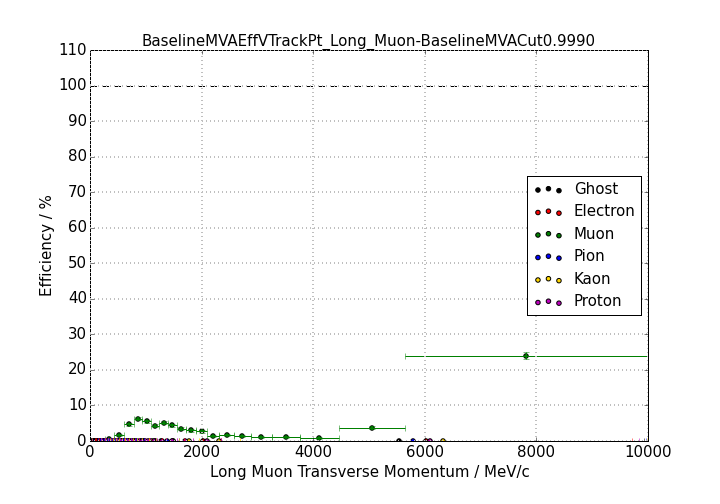 BaselineMVAEffVTrackPt_Long_Muon-BaselineMVACut0.9990
110
100
90
80
70
60
50
40
30
20
10
0
Efficiency / %
Ghost
Electron
Muon
Pion
Kaon
Proton
0 2000 4000 6000 8000 10000
Long Muon Transverse Momentum / MeV/c